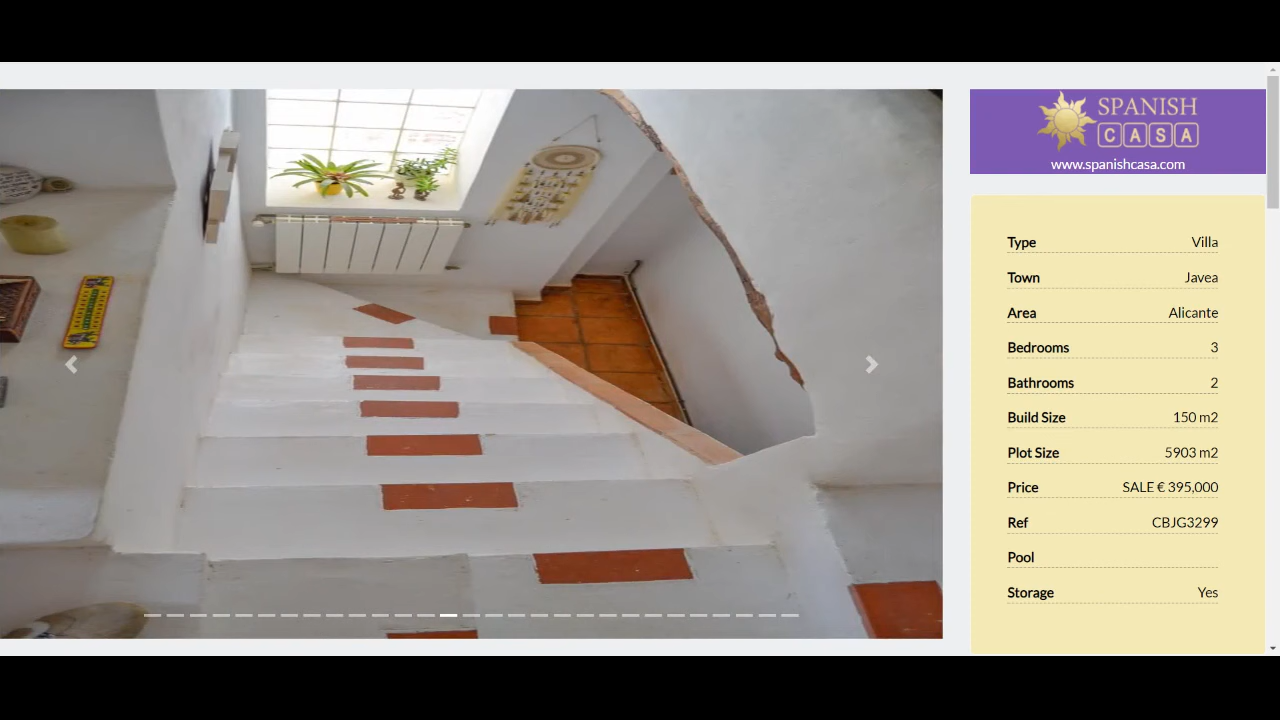 SPANISH
CASA
www.spanishcasa.com
Type Villa
Town Javea
Area Alicante
Bedrooms 3
Bathrooms 2
Build Size 150 m2
Plot Size 5903 m2
Price SALE € 395,000
Ref CBJG3299
Pool
Storage Yes